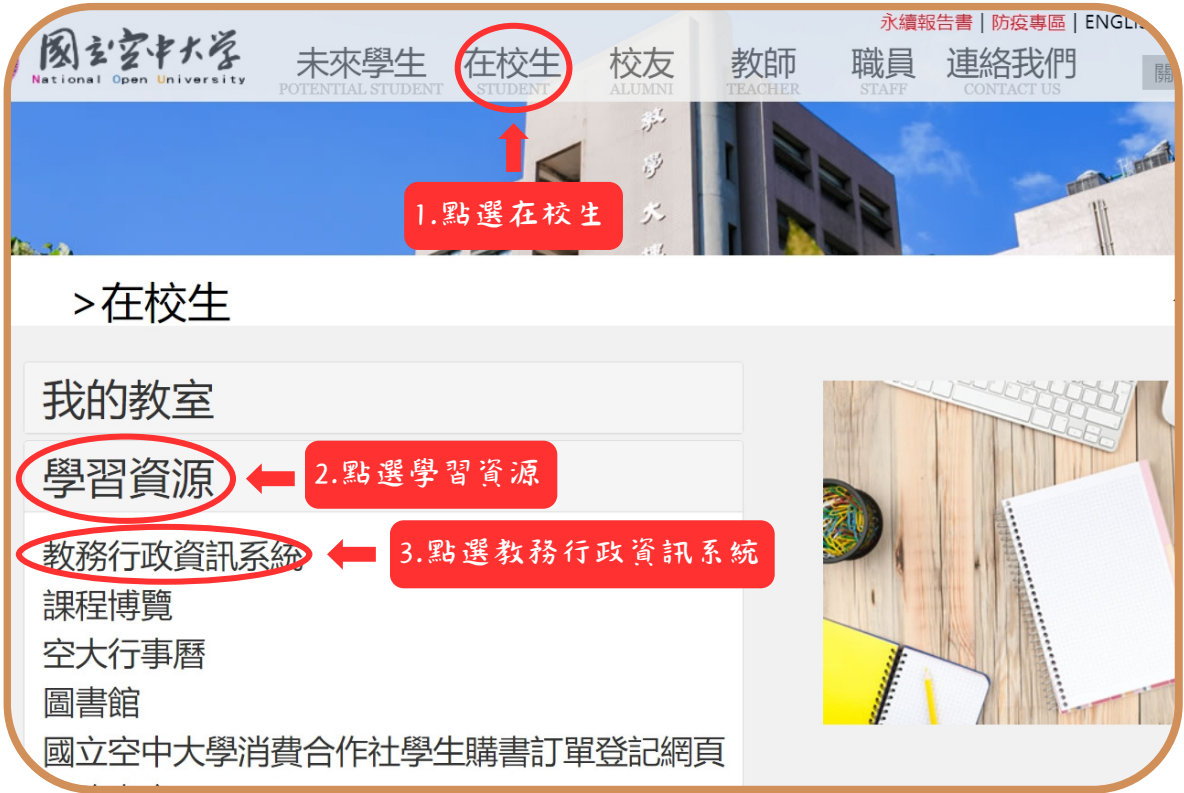 永續報告書 | 防疫專區 | ENGLIS
國立空中大学
National Open University
未來學生 在校生 校友 教師 職員 連絡我們
POTENTIAL STUDENT STUDENT ALUMNI TEACHER STAFF CONTACT US
關
教學大樓
1.點選在校生
>在校生
我的教室
學習資源
2.點選學習資源
教務行政資訊系統
3.點選教務行政資訊系統
課程博覽
空大行事曆
圖書館
國立空中大學消費合作社學生購書訂單登記網頁